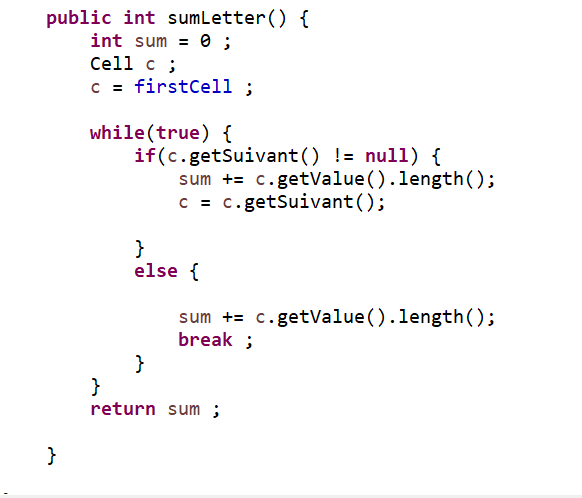 public int sumLetter() {
int sum = 0 ;
Cell c ;
c = firstCell ;
while(true) {
if(c.getSuivant() != null) {
sum += c.getValue().length();
c = c.getSuivant();
}
else {
sum += c.getValue().length();
break ;
}
}
return sum ;
}